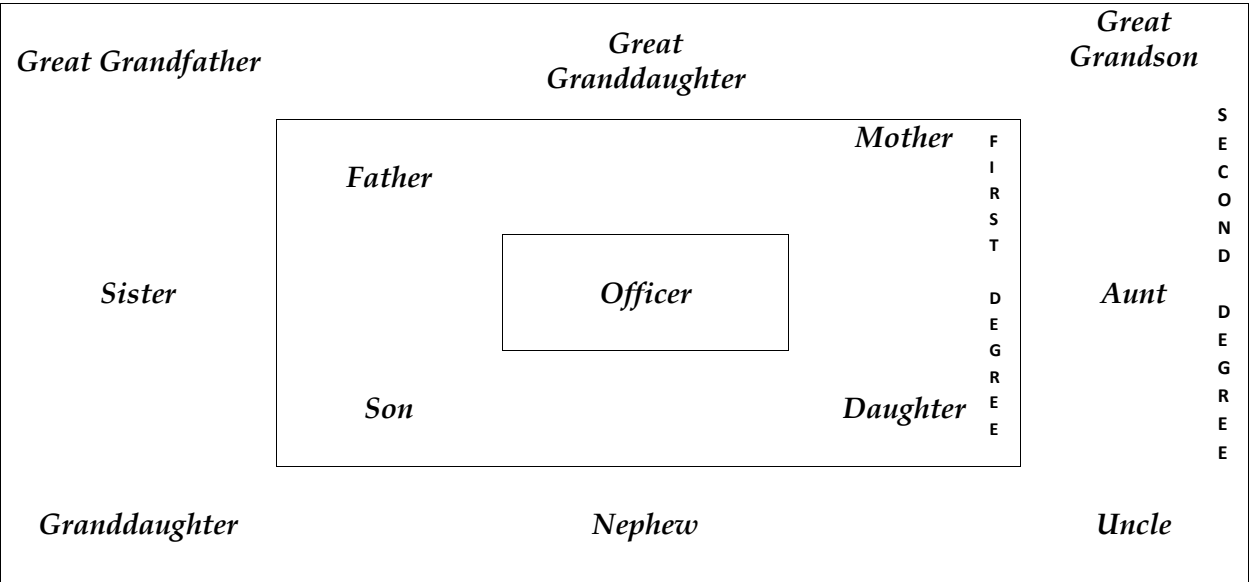 Great Grandfather
Great
Granddaughter
Great
Grandson
Father
Mother
FIRST DEGREE
SECOND DEGREE
Sister
Officer
Aunt
Son
Daughter
Granddaughter
Nephew
Uncle